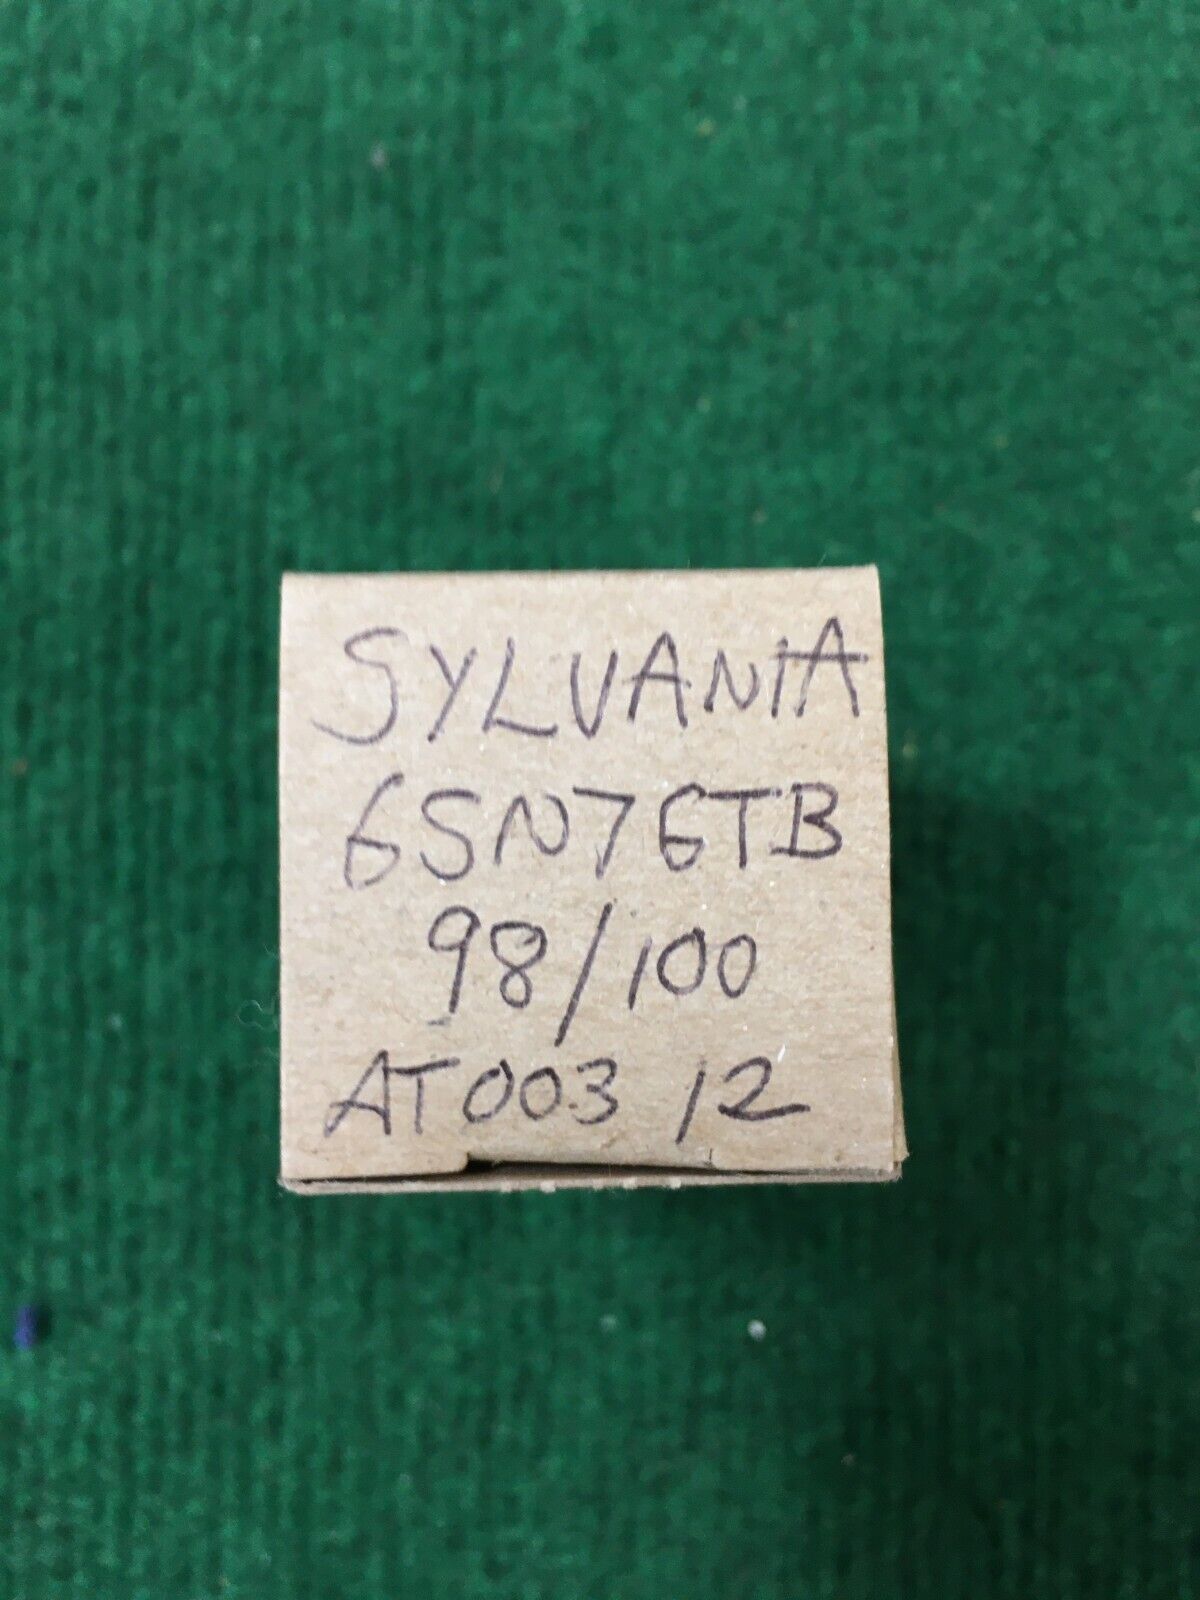 SYLVANIA
6SN7GTB
98/100
AT003 12